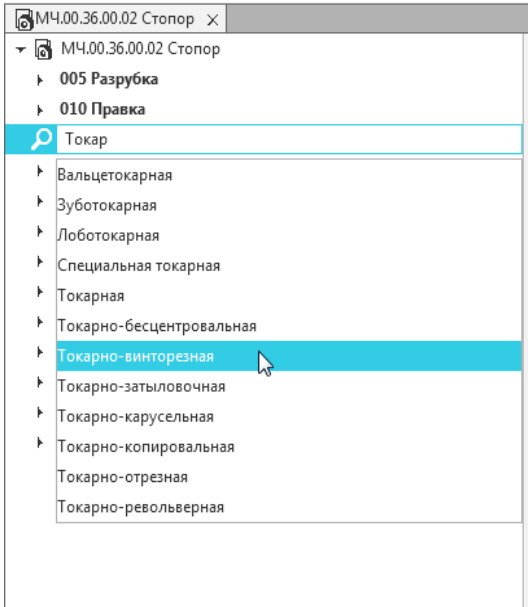 МЧ.00.36.00.02 Стопор
МЧ.00.36.00.02 Стопор
005 Разрубка
010 Правка
Токар
Вальцетокарная
Зуботокарная
Лоботокарная
Специальная токарная
Токарная
Токарно-бесцентровальная
Токарно-винторезная
Токарно-затыловочная
Токарно-карусельная
Токарно-копировальная
Токарно-отрезная
Токарно-револьверная